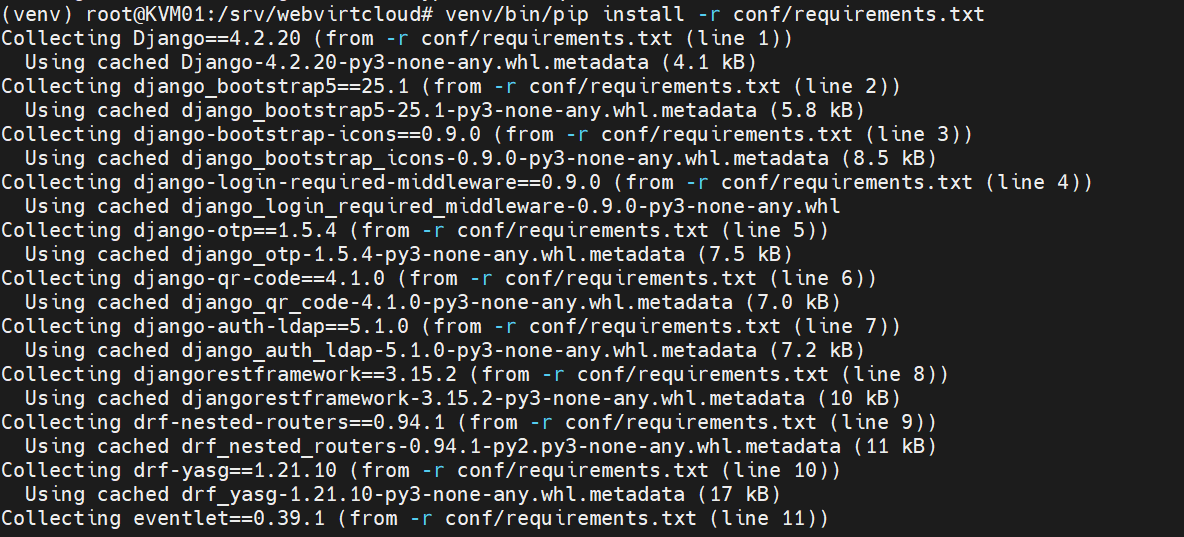 (venv) root@KVM01:/srv/webvirtcloud# venv/bin/pip install -r conf/requirements.txt
Collecting Django==4.2.20 (from -r conf/requirements.txt (line 1))
  Using cached Django-4.2.20-py3-none-any.whl.metadata (4.1 kB)
Collecting django_bootstrap5==25.1 (from -r conf/requirements.txt (line 2))
  Using cached django_bootstrap5-25.1-py3-none-any.whl.metadata (5.8 kB)
Collecting django-bootstrap-icons==0.9.0 (from -r conf/requirements.txt (line 3))
  Using cached django_bootstrap_icons-0.9.0-py3-none-any.whl.metadata (8.5 kB)
Collecting django-login-required-middleware==0.9.0 (from -r conf/requirements.txt (line 4))
  Using cached django_login_required_middleware-0.9.0-py3-none-any.whl
Collecting django-otp==1.5.4 (from -r conf/requirements.txt (line 5))
  Using cached django_otp-1.5.4-py3-none-any.whl.metadata (7.5 kB)
Collecting django-qr-code==4.1.0 (from -r conf/requirements.txt (line 6))
  Using cached django_qr_code-4.1.0-py3-none-any.whl.metadata (7.0 kB)
Collecting django-auth-ldap==5.1.0 (from -r conf/requirements.txt (line 7))
  Using cached django_auth_ldap-5.1.0-py3-none-any.whl.metadata (7.2 kB)
Collecting djangorestframework==3.15.2 (from -r conf/requirements.txt (line 8))
  Using cached djangorestframework-3.15.2-py3-none-any.whl.metadata (10 kB)
Collecting drf-nested-routers==0.94.1 (from -r conf/requirements.txt (line 9))
  Using cached drf_nested_routers-0.94.1-py2.py3-none-any.whl.metadata (11 kB)
Collecting drf-yasg==1.21.10 (from -r conf/requirements.txt (line 10))
  Using cached drf_yasg-1.21.10-py3-none-any.whl.metadata (17 kB)
Collecting eventlet==0.39.1 (from -r conf/requirements.txt (line 11))